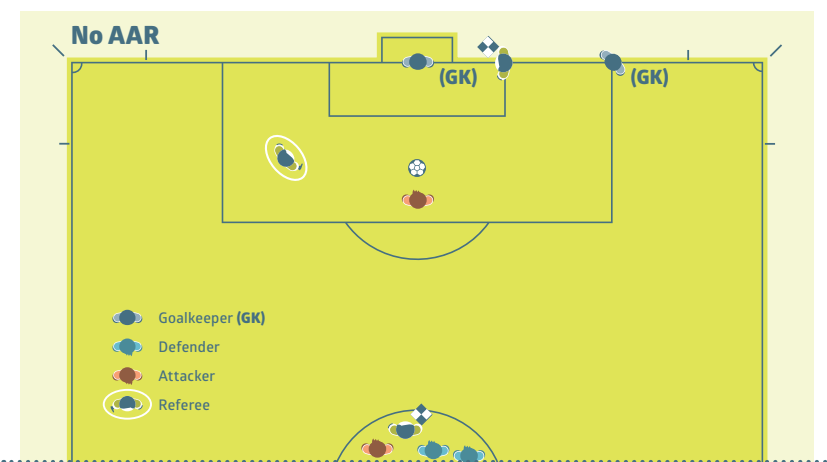 No AAR
(GK)
(GK)
Goalkeeper (GK)
Defender
Attacker
Referee